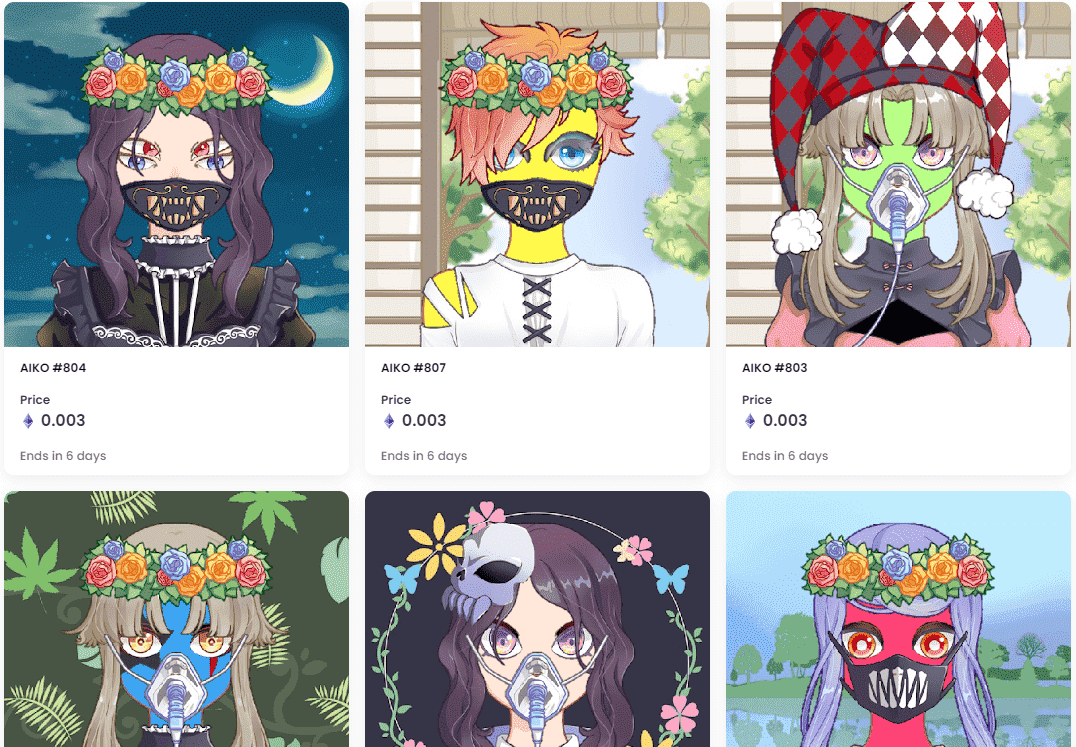 AIKO #804
Price
0.003
Ends in 6 days
AIKO #807
Price
0.003
Ends in 6 days
AIKO #803
Price
0.003
Ends in 6 days